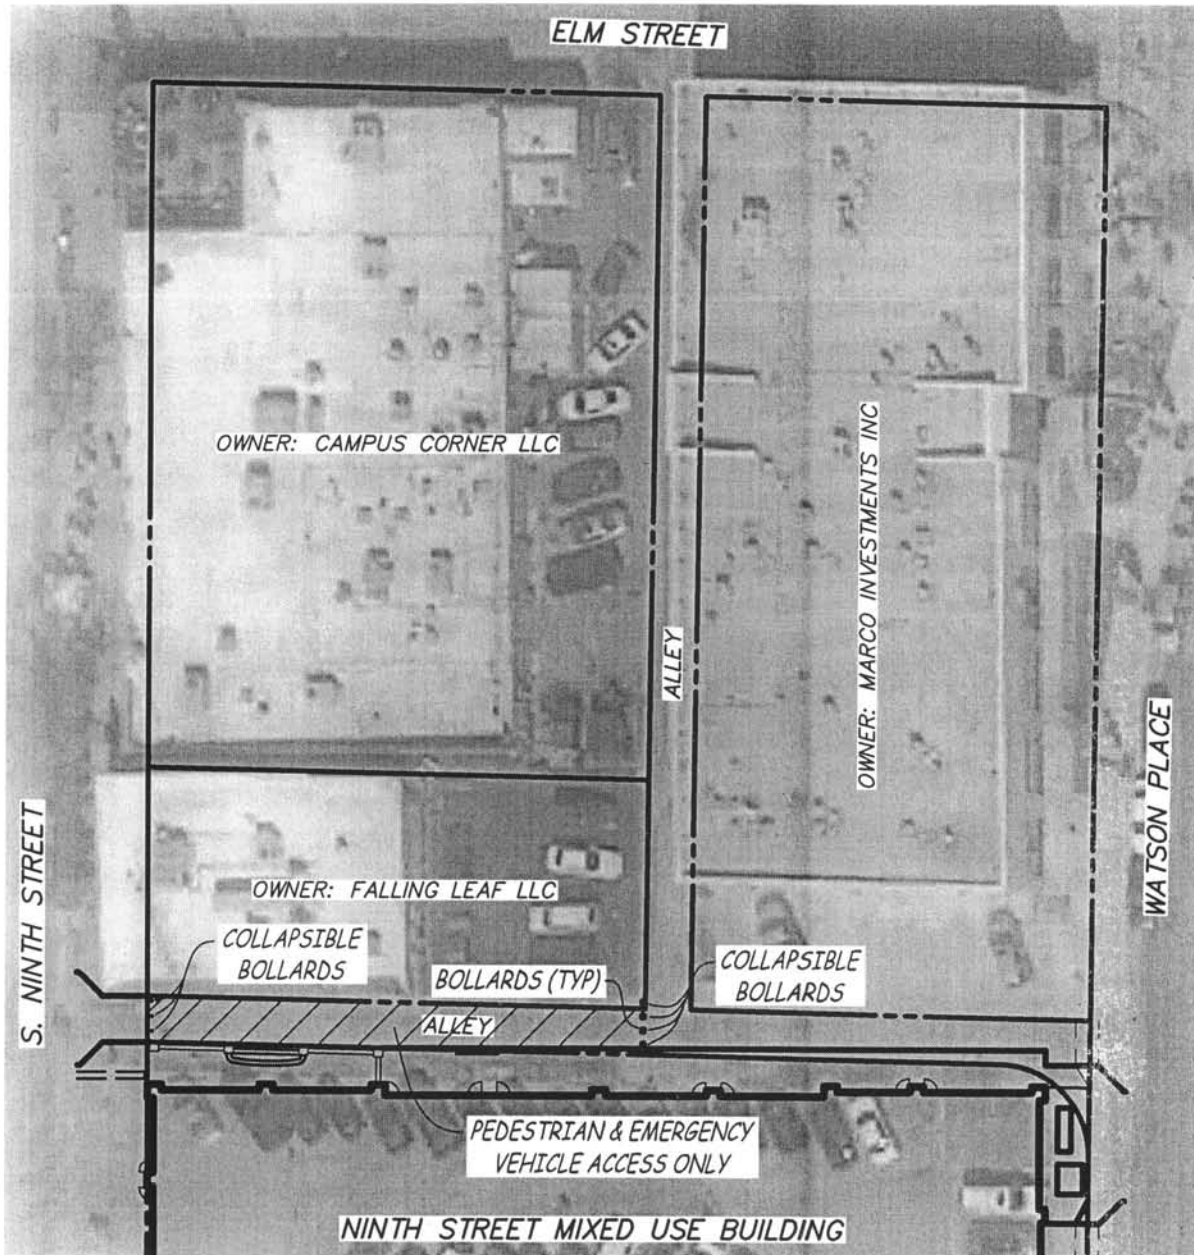 ELM STREET
OWNER: CAMPUS CORNER LLC
OWNER: MARCO INVESTMENTS INC
ALLEY
S. NINTH STREET
WATSON PLACE
OWNER: FALLING LEAF LLC
COLLAPSIBLE
BOLLARDS
BOLLARDS (TYP)
COLLAPSIBLE
BOLLARDS
ALLEY
PEDESTRIAN & EMERGENCY
VEHICLE ACCESS ONLY
NINTH STREET MIXED USE BUILDING